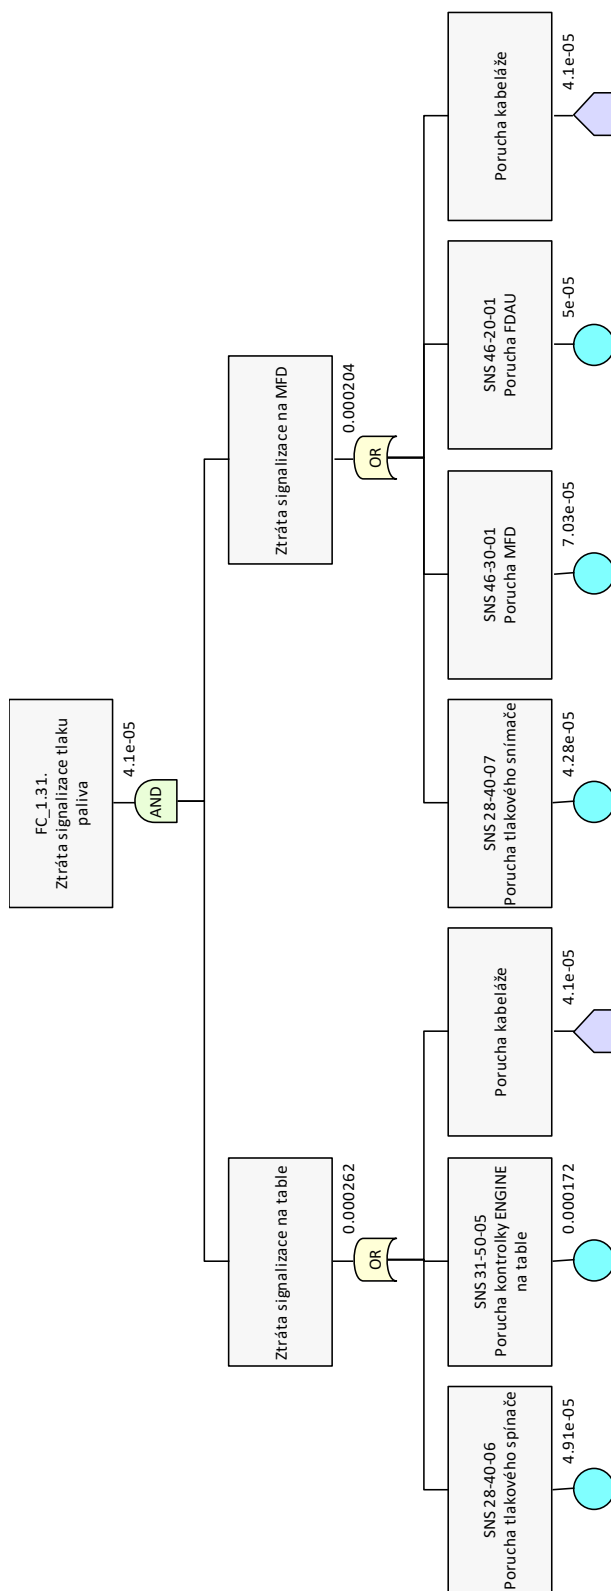 FC_1.31.
Ztráta signalizace tlaku
paliva
4.1e-05
AND
Ztráta signalizace na table
0.000262
OR
Ztráta signalizace na MFD
0.000204
OR
SNS 28-40-06
Porucha tlakového spínače
4.91e-05
SNS 31-50-05
Porucha kontrolky ENGINE
na table
0.000172
Porucha kabeláže
4.1e-05
SNS 28-40-07
Porucha tlakového snímače
4.28e-05
SNS 46-30-01
Porucha MFD
7.03e-05
SNS 46-20-01
Porucha FDAU
5e-05
Porucha kabeláže
4.1e-05